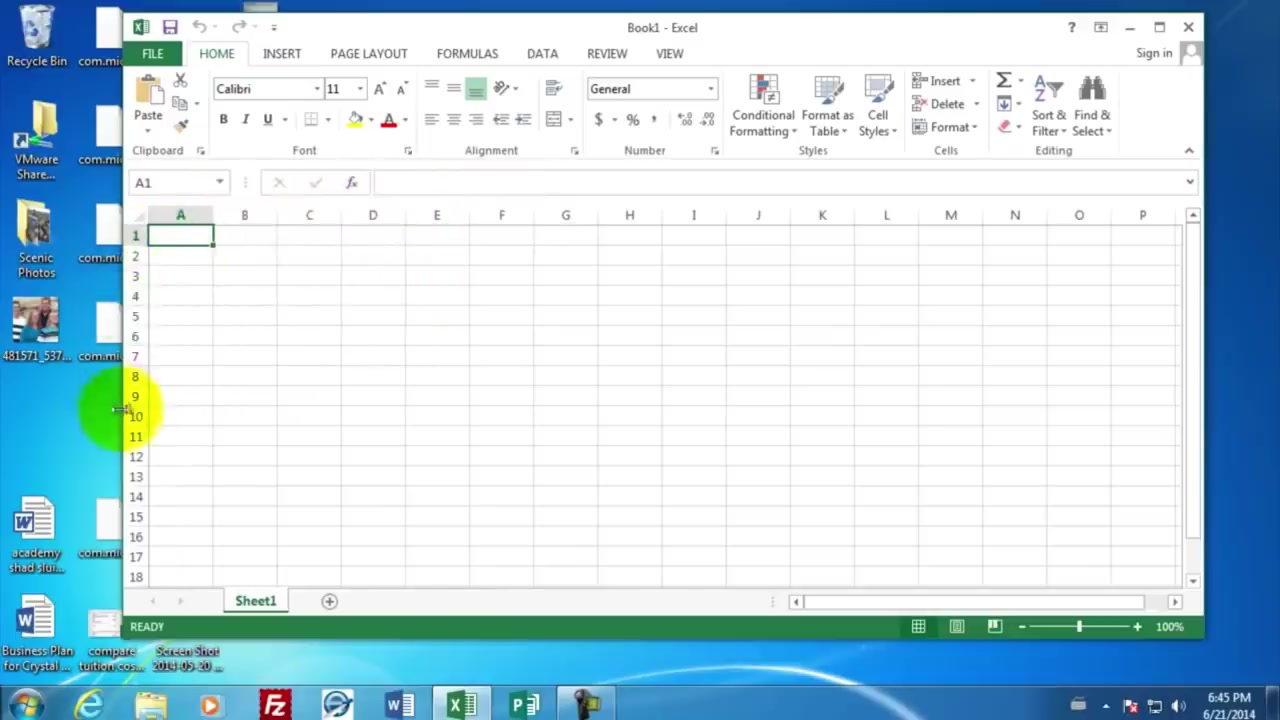 Book1 - Excel
?
FILE HOME INSERT PAGE LAYOUT FORMULAS DATA REVIEW VIEW Sign in
Calibri 11 General
Paste
B I U $ % ,
Conditional Formatting
Format as Table
Cell Styles
Insert
Delete
Format
Sort & Filter
Find & Select
Clipboard Font Alignment Number Styles Cells Editing
A1 fx
A B C D E F G H I J K L M N O P
1
2
3
4
5
6
7
8
9
10
11
12
13
14
15
16
17
18
Sheet1
READY 100%
Recycle Bin
com.mi
VMware
Share...
com.mi
Scenic
Photos
com.mi
481571_537...
com.mi
academy
shad slui...
com.mi
Business Plan
for Crystal ...
compare
tuition cos...
Screen Shot
2014-05-20 ...
6:45 PM
6/21/2014